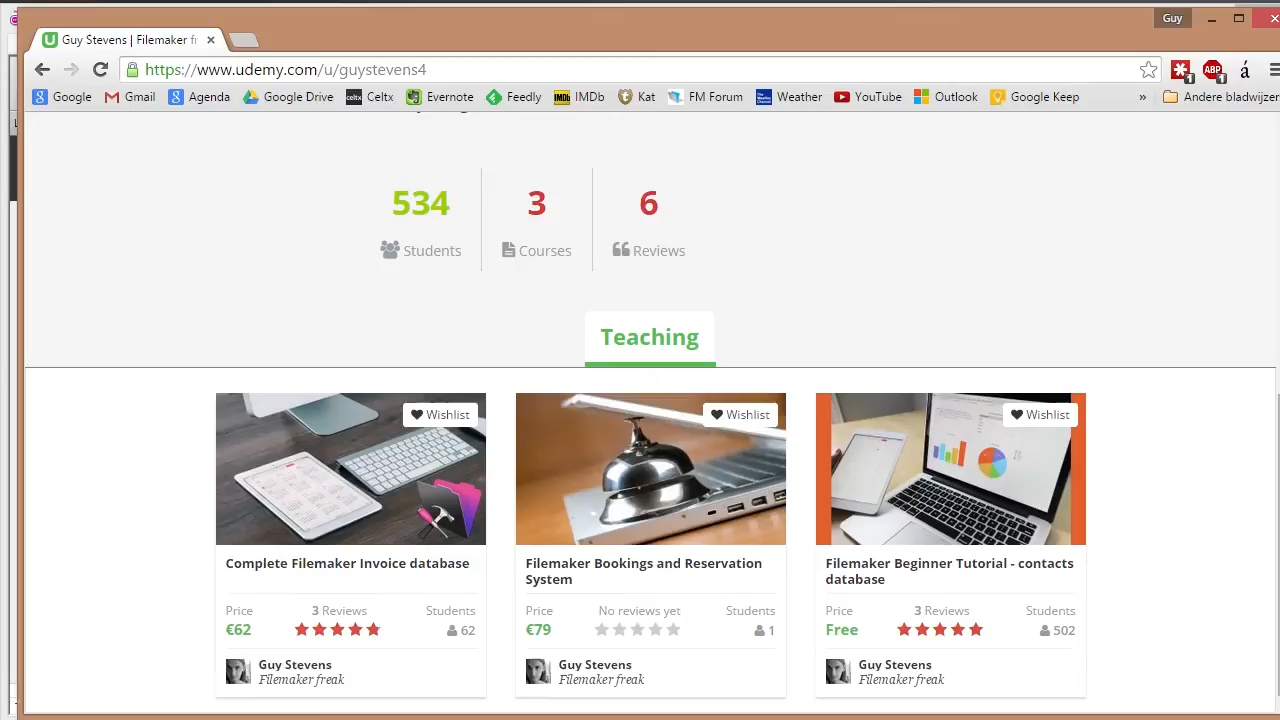 Guy
Guy Stevens | Filemaker fr
https://www.udemy.com/u/guystevens4
Google Gmail Agenda Google Drive Celtx Evernote Feedly IMDb Kat FM Forum Weather YouTube Outlook Google Keep » Andere bladwijzer
534 3 6
Students Courses Reviews
Teaching
Wishlist Wishlist Wishlist
Complete Filemaker Invoice database
Price 3 Reviews Students
€62 62
Guy Stevens
Filemaker freak
Filemaker Bookings and Reservation
System
Price No reviews yet Students
€79 1
Guy Stevens
Filemaker freak
Filemaker Beginner Tutorial - contacts
database
Price 3 Reviews Students
Free 502
Guy Stevens
Filemaker freak